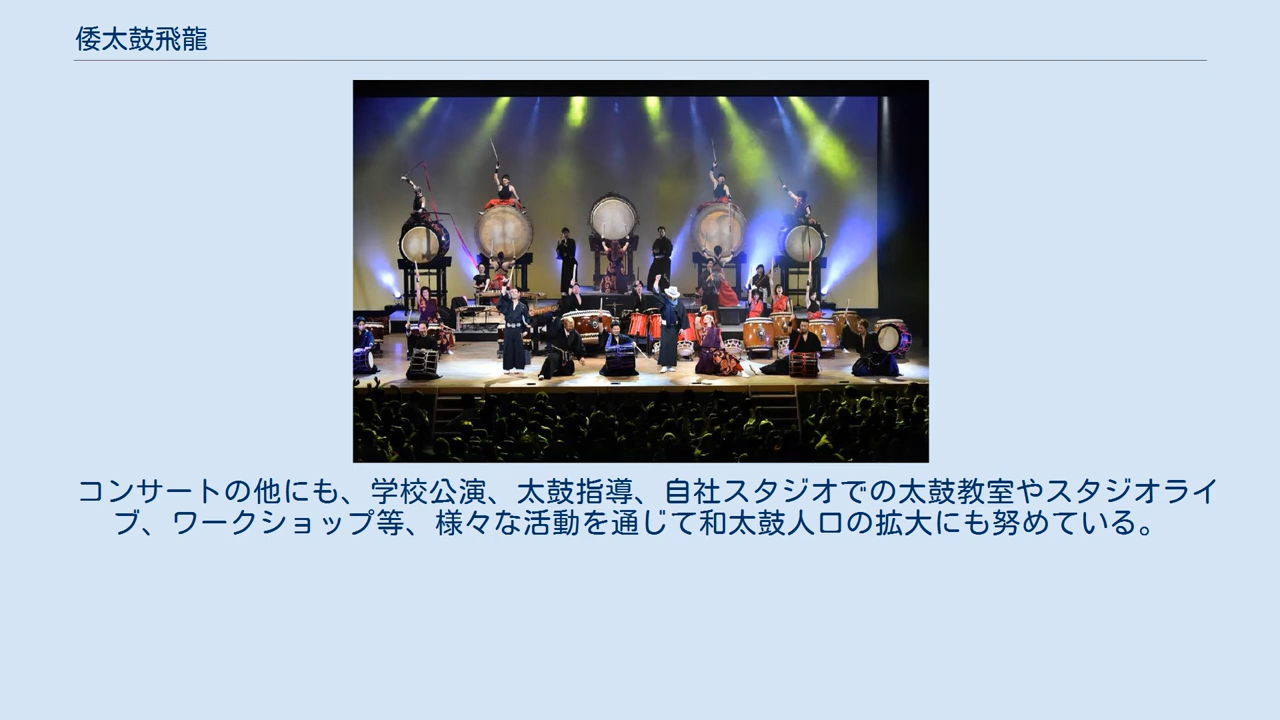 倭太鼓飛龍
コンサートの他にも、学校公演、太鼓指導、自社スタジオでの太鼓教室やスタジオライ
ブ、ワークショップ等、様々な活動を通じて和太鼓人口の拡大にも努めている。